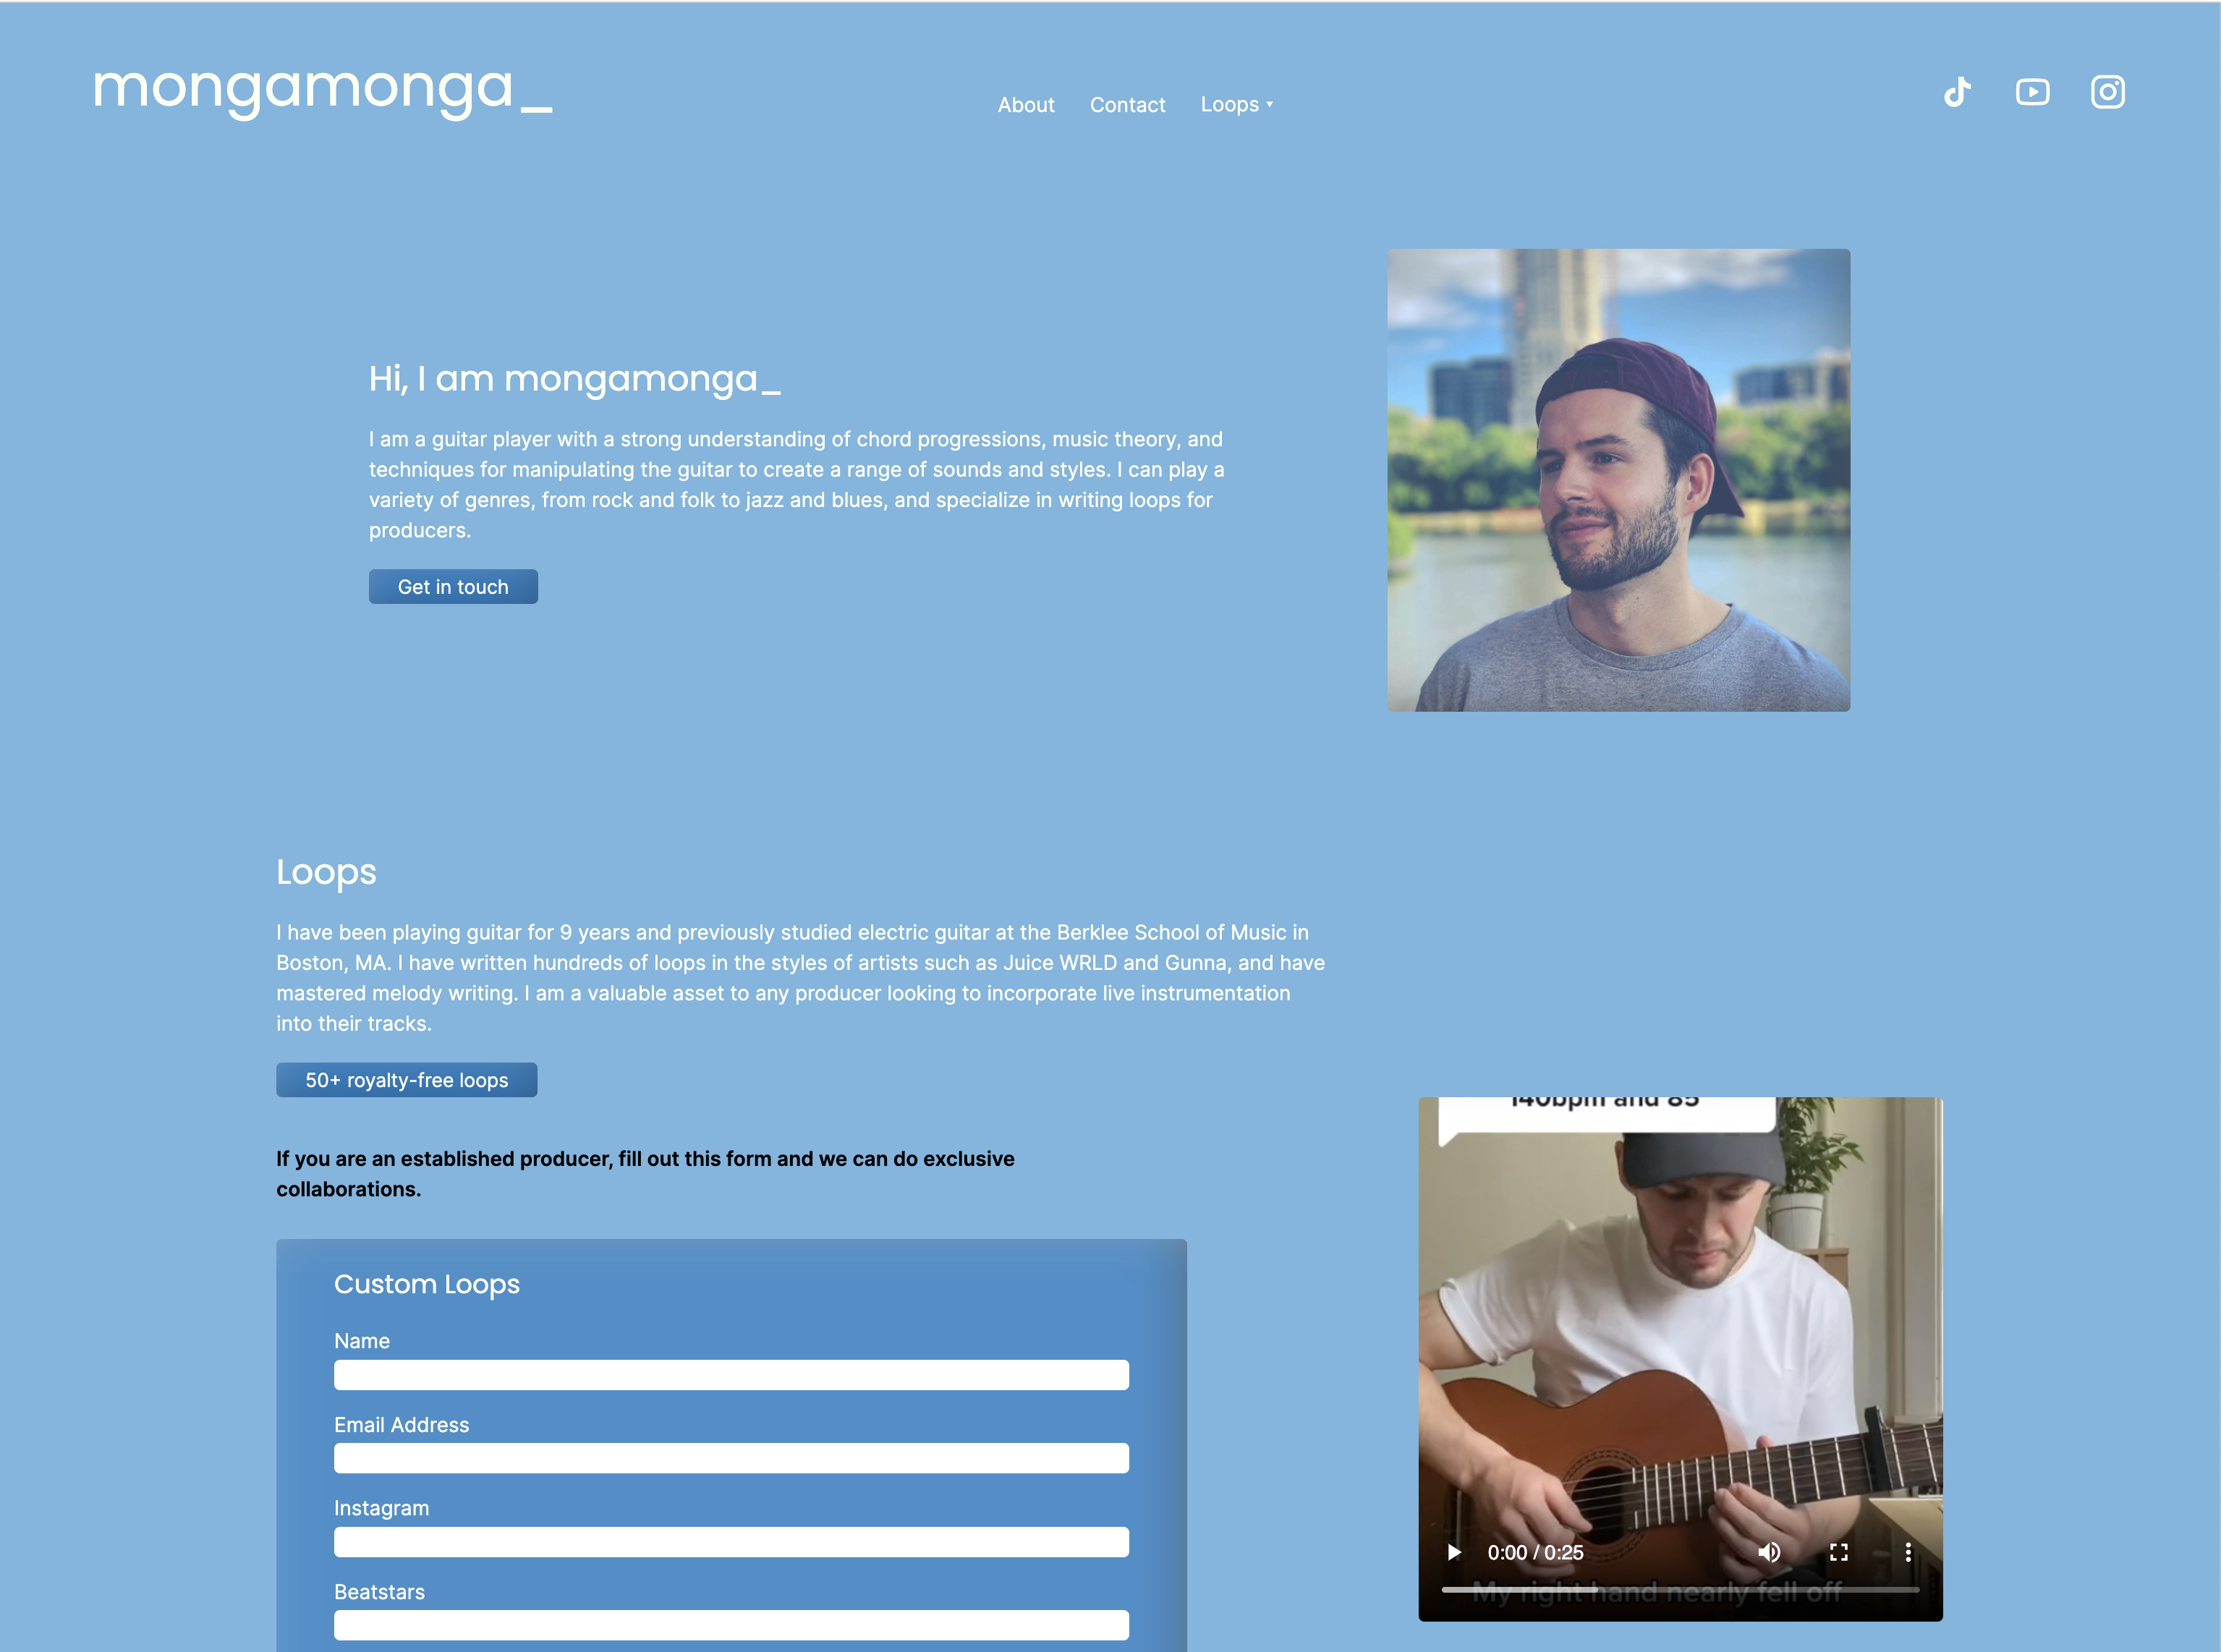 mongamonga_
About
Contact
Loops ▾
Hi, I am mongamonga_
I am a guitar player with a strong understanding of chord progressions, music theory, and
techniques for manipulating the guitar to create a range of sounds and styles. I can play a
variety of genres, from rock and folk to jazz and blues, and specialize in writing loops for
producers.
Get in touch
Loops
I have been playing guitar for 9 years and previously studied electric guitar at the Berklee School of Music in
Boston, MA. I have written hundreds of loops in the styles of artists such as Juice WRLD and Gunna, and have
mastered melody writing. I am a valuable asset to any producer looking to incorporate live instrumentation
into their tracks.
50+ royalty-free loops
If you are an established producer, fill out this form and we can do exclusive
collaborations.
Custom Loops
Name
Email Address
Instagram
Beatstars
140bpm and 85
0:00 / 0:25
My right hand nearly fell off